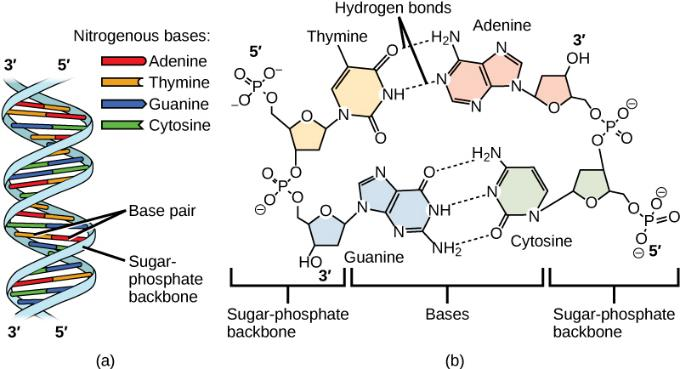 Nitrogenous bases:
Adenine
Thymine
Guanine
Cytosine
3′ 5′
Base pair
Sugar-
phosphate
backbone
3′ 5′
(a)
Hydrogen bonds
Thymine
Adenine
5′
3′
O
H2N
OH
O
P
O−
−O
O
N
NH
O
N
N
N
N
O
O
O
P
O
O
O
P
O
O
O
N
N
N
NH
O
NH2
H2N
N
O
N
O
O
P
O
O
5′
HO
3′
Guanine
Cytosine
Sugar-phosphate
backbone
Bases
Sugar-phosphate
backbone
(b)